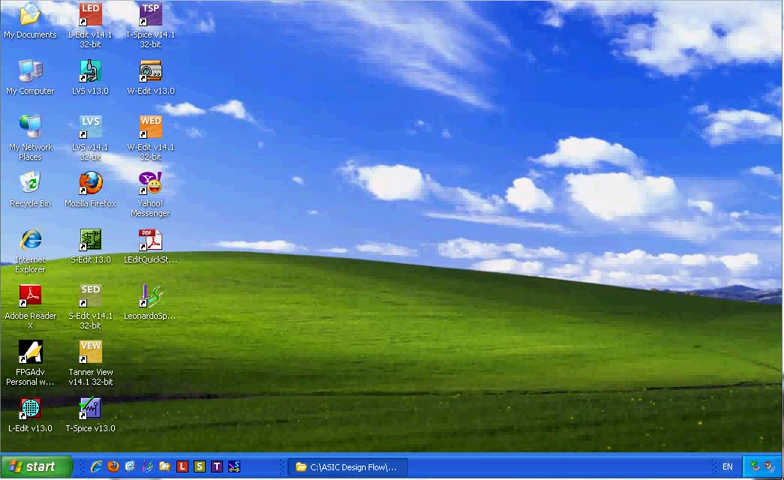 LED
TSP
My Documents
L-Edit v14.1
32-bit
T-Spice v14.1
32-bit
My Computer
LVS v13.0
W-Edit v13.0
LVS
WED
My Network
Places
LVS v14.1
32-bit
W-Edit v14.1
32-bit
Recycle Bin
Mozilla Firefox
Yahoo!
Messenger
PDF
Internet
Explorer
S-Edit 13.0
LEditQuickSt...
SED
Adobe Reader
X
S-Edit v14.1
32-bit
LeonardoSp...
VEW
FPGAdv
Personal w...
Tanner View
v14.1 32-bit
L-Edit v13.0
T-Spice v13.0
start
L
S
T
C:\ASIC Design Flow\...
EN